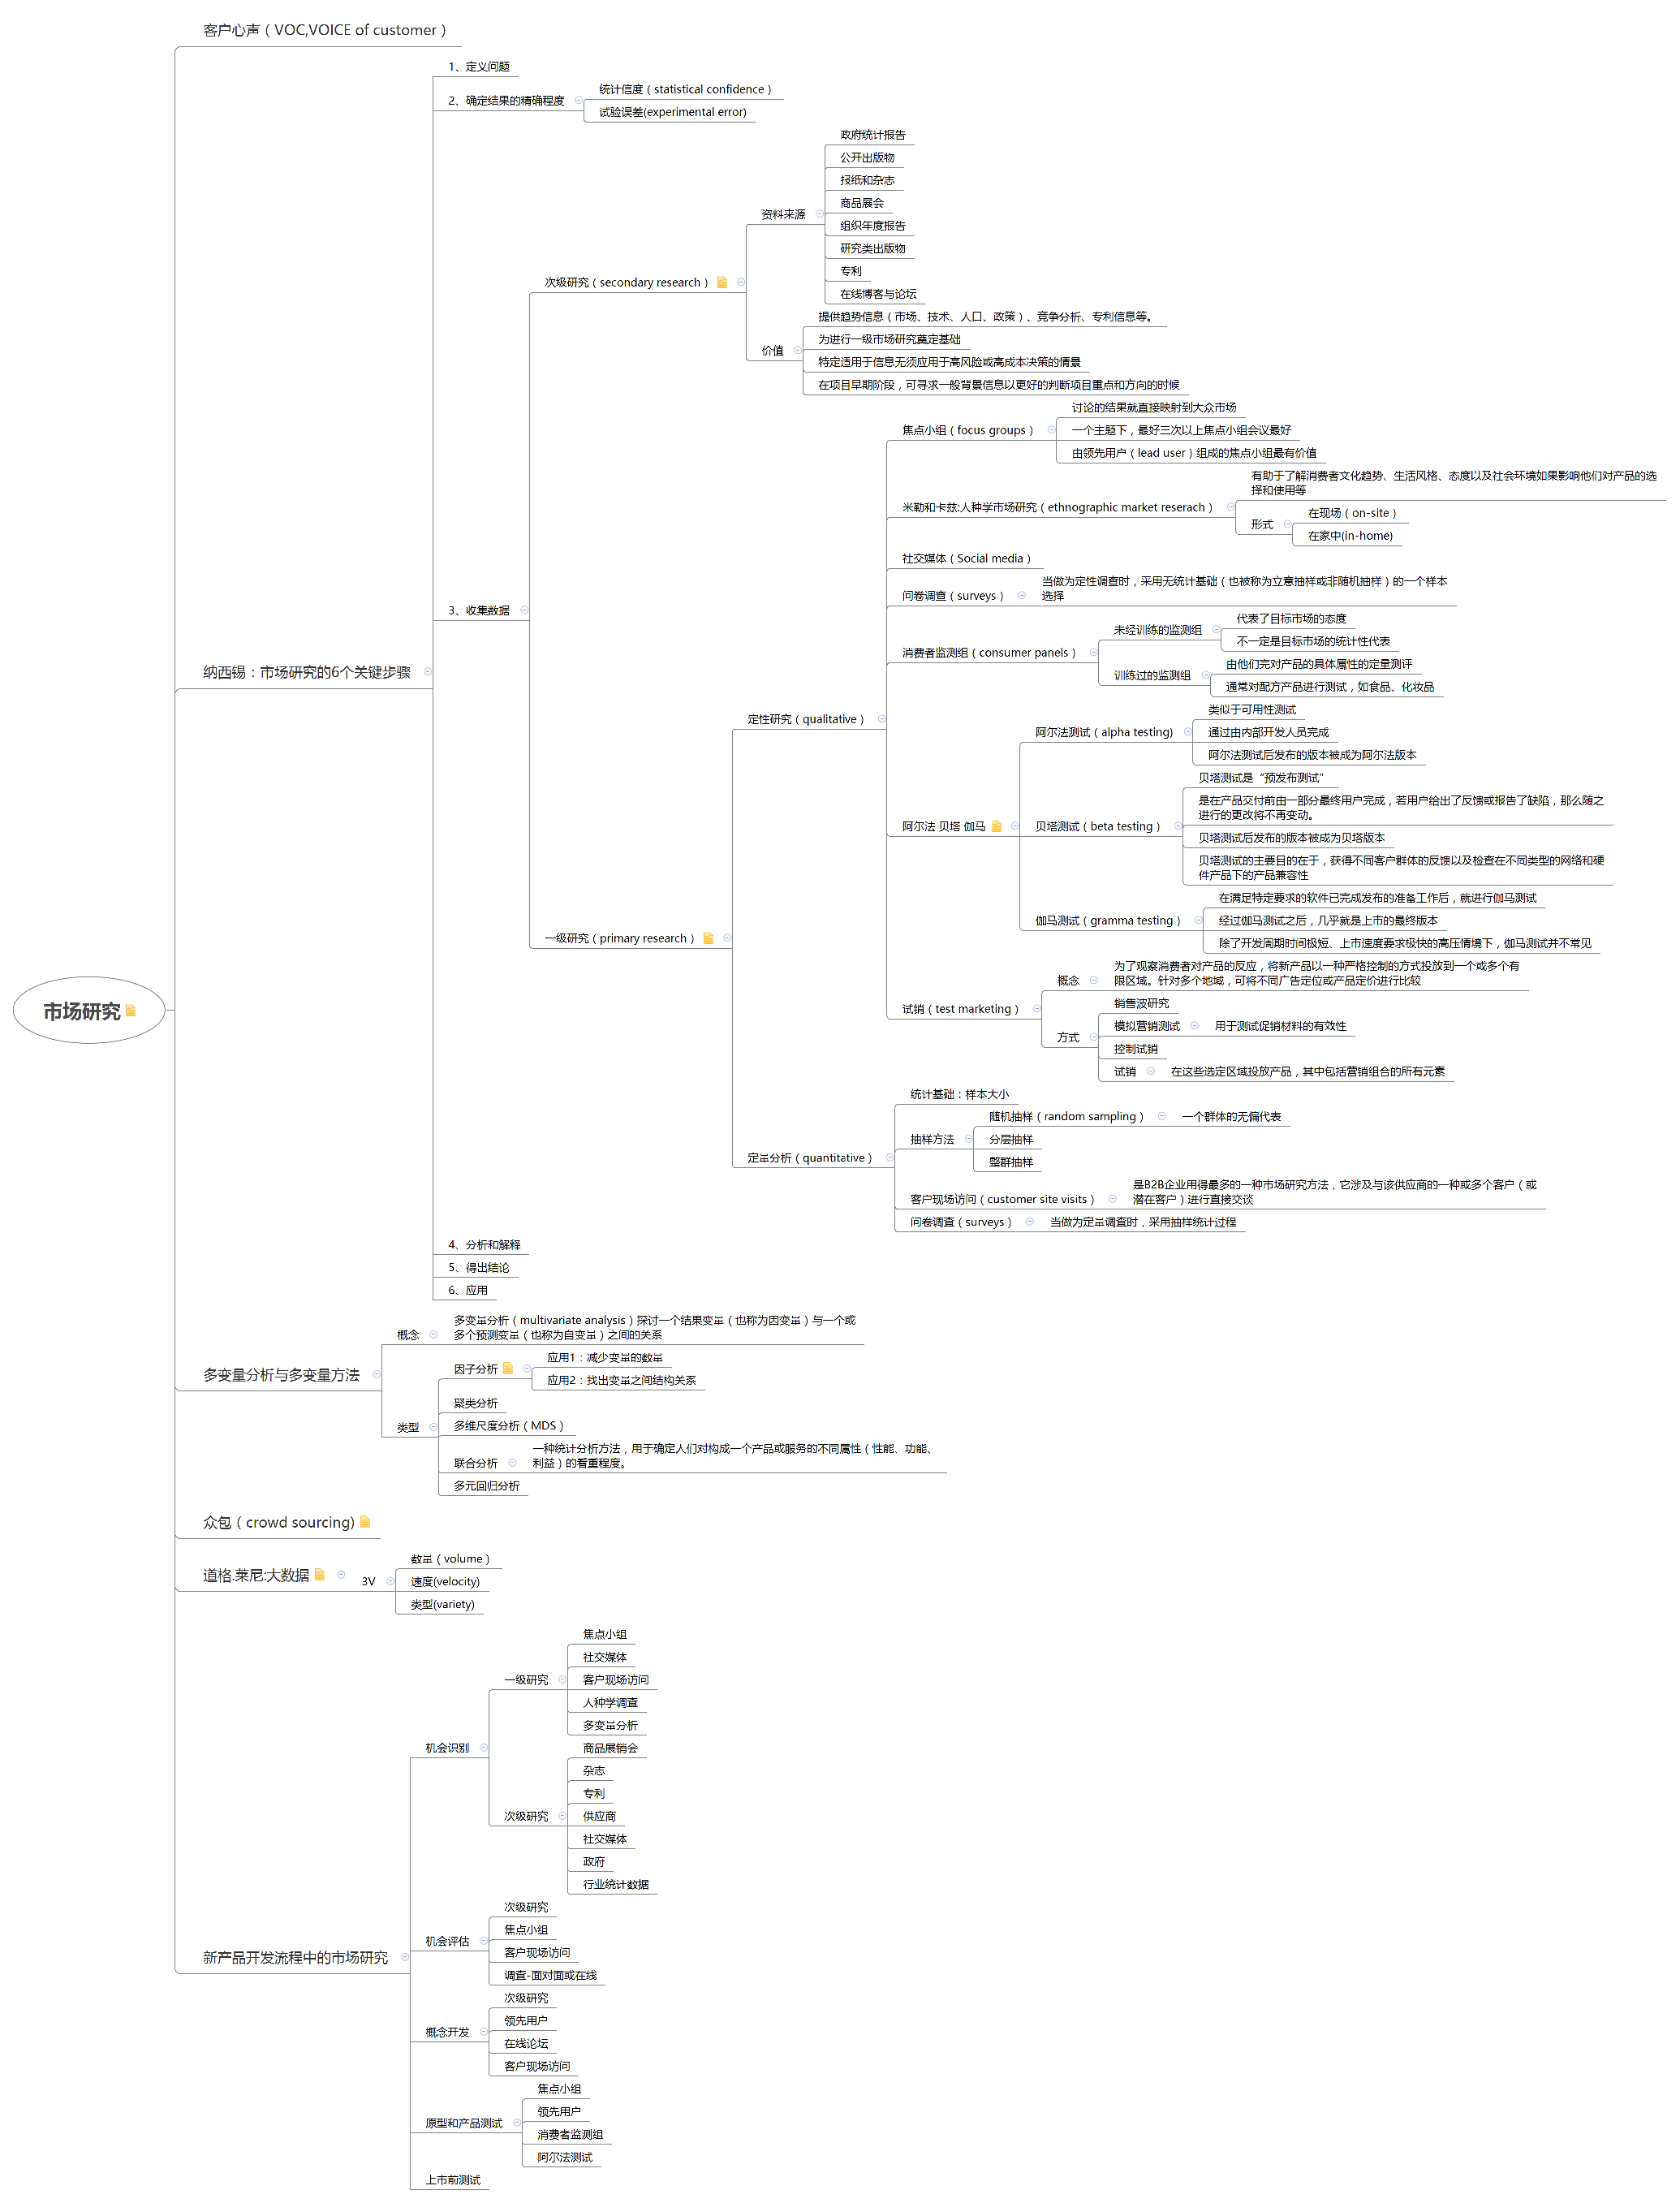 客户心声（VOC,VOICE of customer）
1、定义问题
2、确定结果的精确程度
统计信度（statistical confidence）
试验误差(experimental error)
政府统计报告
公开出版物
报纸和杂志
商品展会
资料来源
组织年度报告
研究类出版物
专利
在线博客与论坛
次级研究（secondary research）
提供趋势信息（市场、技术、人口、政策）、竞争分析、专利信息等。
为进行一级市场研究奠定基础
价值
特定适用于信息无须应用于高风险或高成本决策的情景
在项目早期阶段，可寻求一般背景信息以更好的判断项目重点和方向的时候
讨论的结果就直接映射到大众市场
焦点小组（focus groups）
一个主题下，最好三次以上焦点小组会议最好
由领先用户（lead user）组成的焦点小组最有价值
有助于了解消费者文化趋势、生活风格、态度以及社会环境如果影响他们对产品的选
择和使用等
米勒和卡兹:人种学市场研究（ethnographic market reserach）
形式
在现场（on-site）
在家中(in-home)
社交媒体（Social media）
问卷调查（surveys）
当做为定性调查时，采用无统计基础（也被称为立意抽样或非随机抽样）的一个样本
选择
3、收集数据
未经训练的监测组
代表了目标市场的态度
不一定是目标市场的统计性代表
消费者监测组（consumer panels）
训练过的监测组
由他们完对产品的具体属性的定量测评
通常对配方产品进行测试，如食品、化妆品
纳西锡：市场研究的6个关键步骤
定性研究（qualitative）
类似于可用性测试
阿尔法测试（alpha testing)
通过由内部开发人员完成
阿尔法测试后发布的版本被成为阿尔法版本
贝塔测试是“预发布测试”
是在产品交付前由一部分最终用户完成，若用户给出了反馈或报告了缺陷，那么随之
进行的更改将不再变动。
阿尔法 贝塔 伽马
贝塔测试（beta testing）
贝塔测试后发布的版本被成为贝塔版本
贝塔测试的主要目的在于，获得不同客户群体的反馈以及检查在不同类型的网络和硬
件产品下的产品兼容性
在满足特定要求的软件已完成发布的准备工作后，就进行伽马测试
伽马测试（gramma testing）
经过伽马测试之后，几乎就是上市的最终版本
除了开发周期时间极短、上市速度要求极快的高压情境下，伽马测试并不常见
一级研究（primary research）
概念
为了观察消费者对产品的反应，将新产品以一种严格控制的方式投放到一个或多个有
限区域。针对多个地域，可将不同广告定位或产品定价进行比较
试销（test marketing）
销售波研究
模拟营销测试
用于测试促销材料的有效性
方式
控制试销
试销
在这些选定区域投放产品，其中包括营销组合的所有元素
市场研究
统计基础：样本大小
随机抽样（random sampling）
一个群体的无偏代表
抽样方法
分层抽样
整群抽样
定量分析（quantitative）
客户现场访问（customer site visits）
是B2B企业用得最多的一种市场研究方法，它涉及与该供应商的一种或多个客户（或
潜在客户）进行直接交谈
问卷调查（surveys）
当做为定量调查时，采用抽样统计过程
4、分析和解释
5、得出结论
6、应用
概念
多变量分析（multivariate analysis）探讨一个结果变量（也称为因变量）与一个或
多个预测变量（也称为自变量）之间的关系
多变量分析与多变量方法
因子分析
应用1：减少变量的数量
应用2：找出变量之间结构关系
聚类分析
类型
多维尺度分析（MDS）
联合分析
一种统计分析方法，用于确定人们对构成一个产品或服务的不同属性（性能、功能、
利益）的看重程度。
多元回归分析
众包（crowd sourcing)
道格.莱尼:大数据
3V
数量（volume）
速度(velocity)
类型(variety)
焦点小组
社交媒体
一级研究
客户现场访问
人种学调查
多变量分析
机会识别
商品展销会
杂志
专利
次级研究
供应商
社交媒体
政府
行业统计数据
次级研究
机会评估
焦点小组
客户现场访问
调查-面对面或在线
新产品开发流程中的市场研究
次级研究
概念开发
领先用户
在线论坛
客户现场访问
焦点小组
原型和产品测试
领先用户
消费者监测组
阿尔法测试
上市前测试